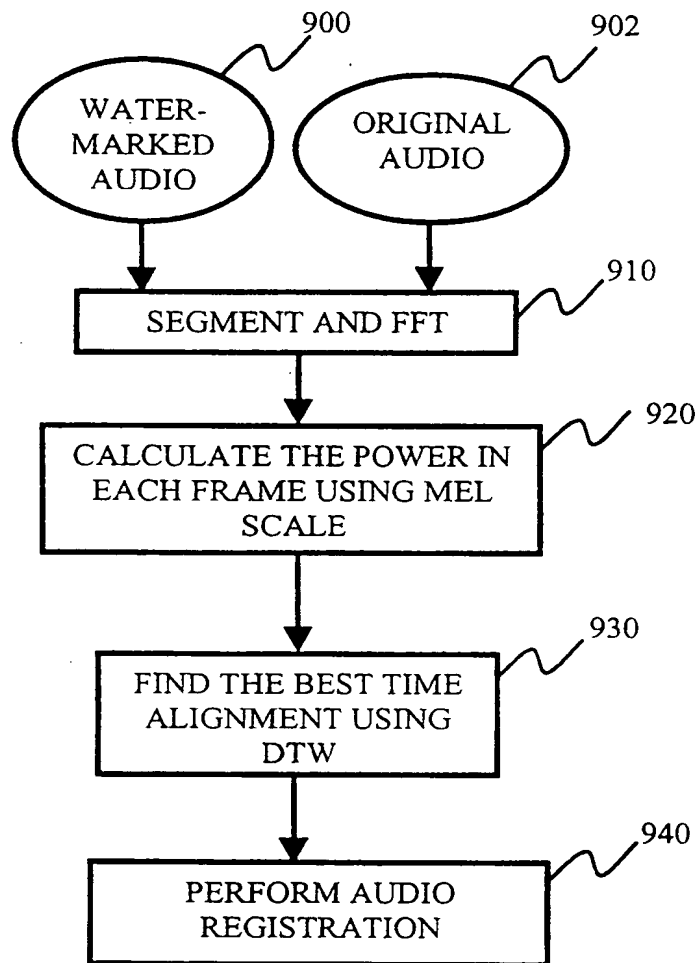 900
902
WATER-
MARKED
AUDIO
ORIGINAL
AUDIO
910
SEGMENT AND FFT
920
CALCULATE THE POWER IN
EACH FRAME USING MEL
SCALE
930
FIND THE BEST TIME
ALIGNMENT USING
DTW
940
PERFORM AUDIO
REGISTRATION